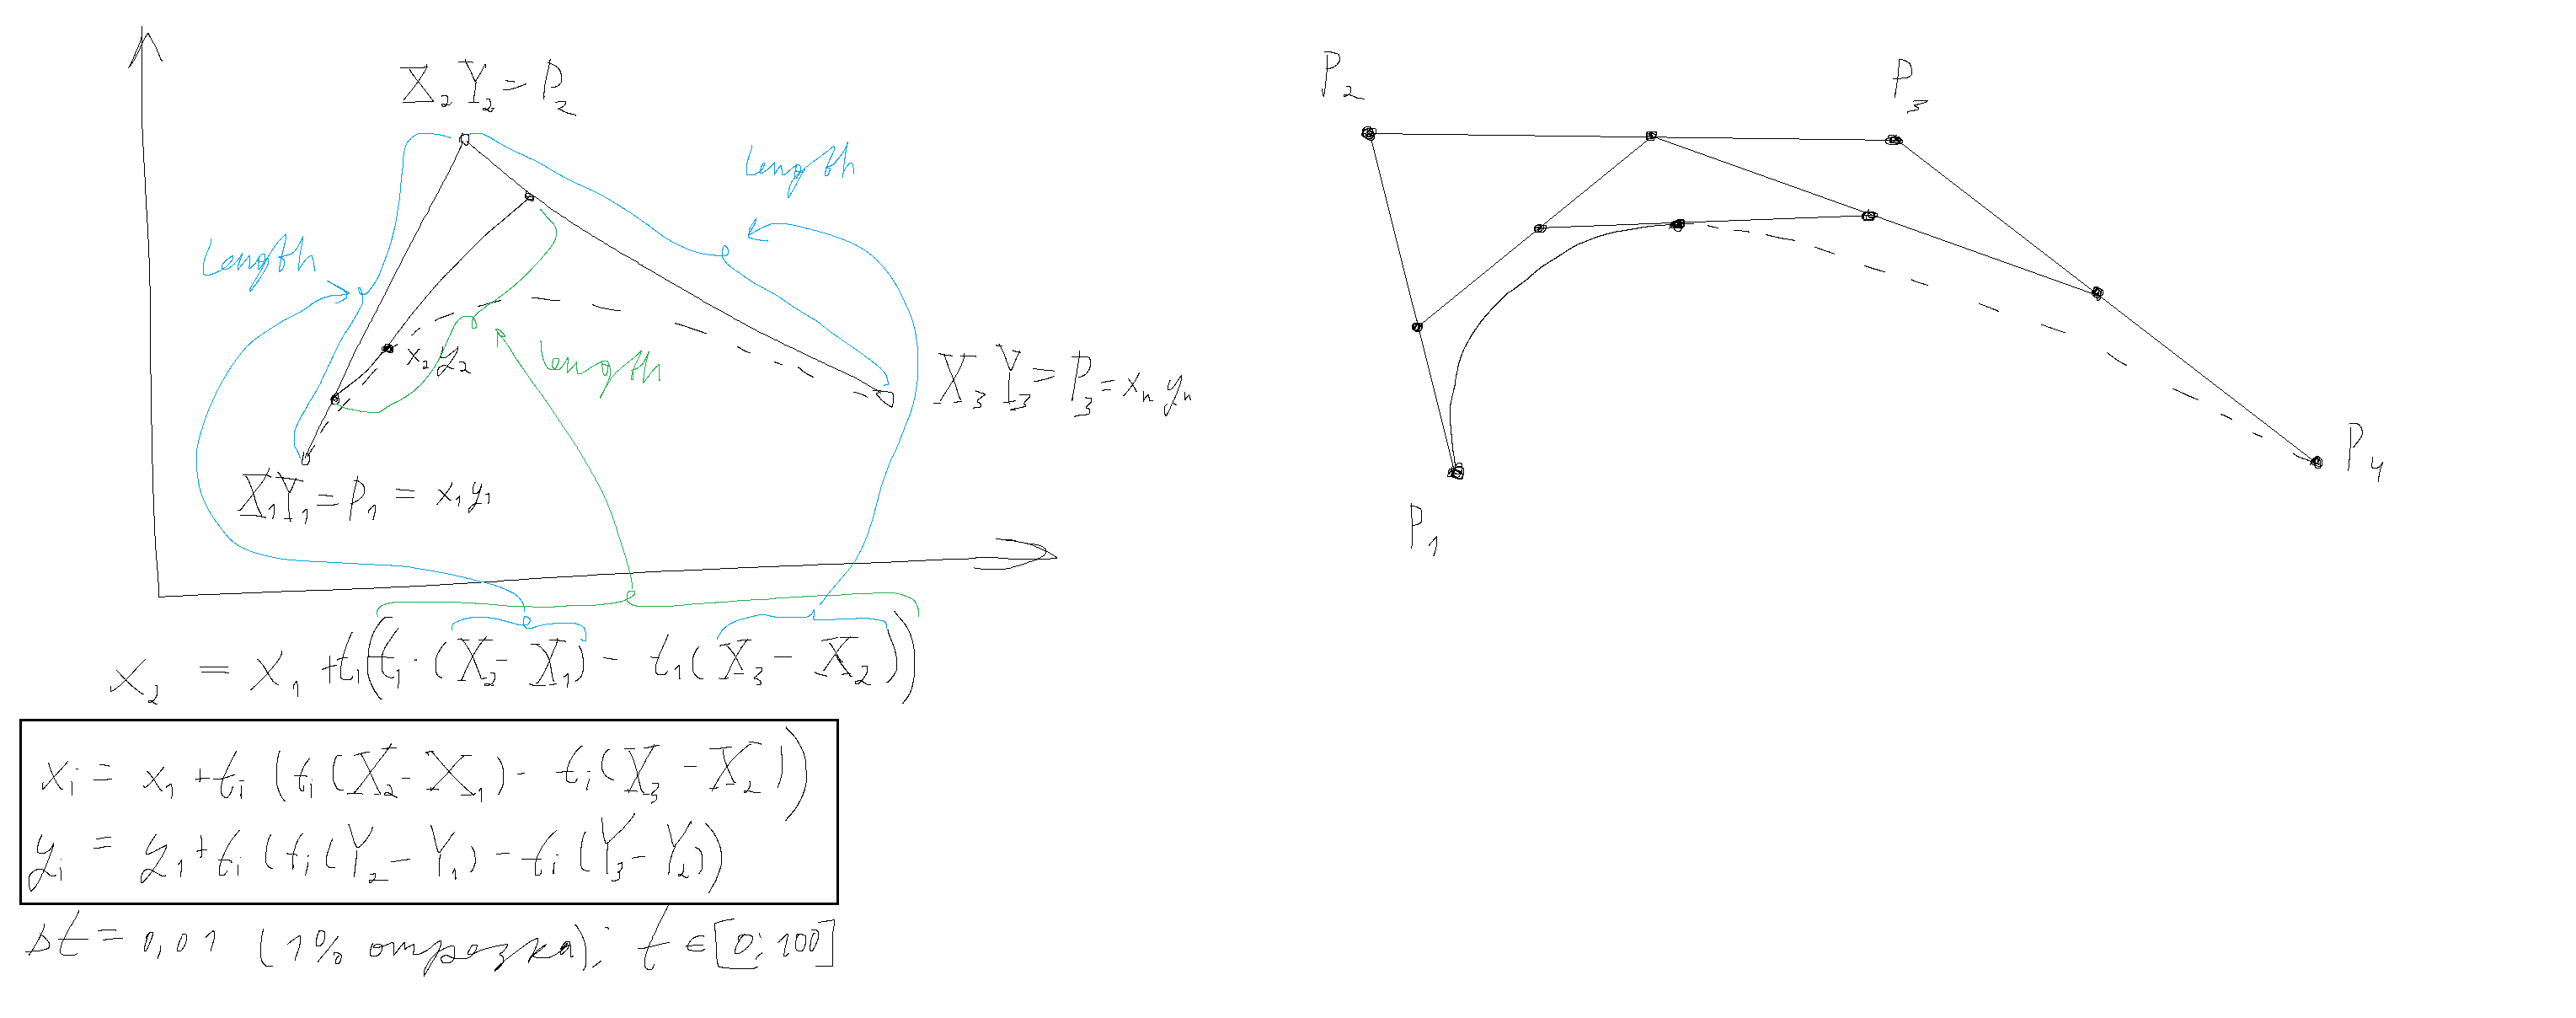 X₂Y₂ = P₂
length
length
length
x₂y₂
X₃Y₃ = P₃ = xₙyₙ
X₁Y₁ = P₁ = x₁y₁
x₂ = x₁ + t₁(t₁·(X₂ - X₁) - t₁(X₃ - X₂))
xᵢ = x₁ + tᵢ(tᵢ(X₂ - X₁) - tᵢ(X₃ - X₂))
yᵢ = y₁ + tᵢ(tᵢ(Y₂ - Y₁) - tᵢ(Y₃ - Y₂))
Δt = 0,01 (1% отрезка); t ∈ [0; 100]
P₂
P₃
P₄
P₁